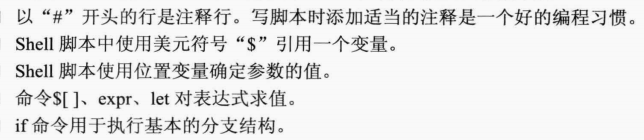 以“#”开头的行是注释行。写脚本时添加适当的注释是一个好的编程习惯。
Shell 脚本中使用美元符号“$”引用一个变量。
Shell 脚本使用位置变量确定参数的值。
命令$[ ]、expr、let 对表达式求值。
if 命令用于执行基本的分支结构。